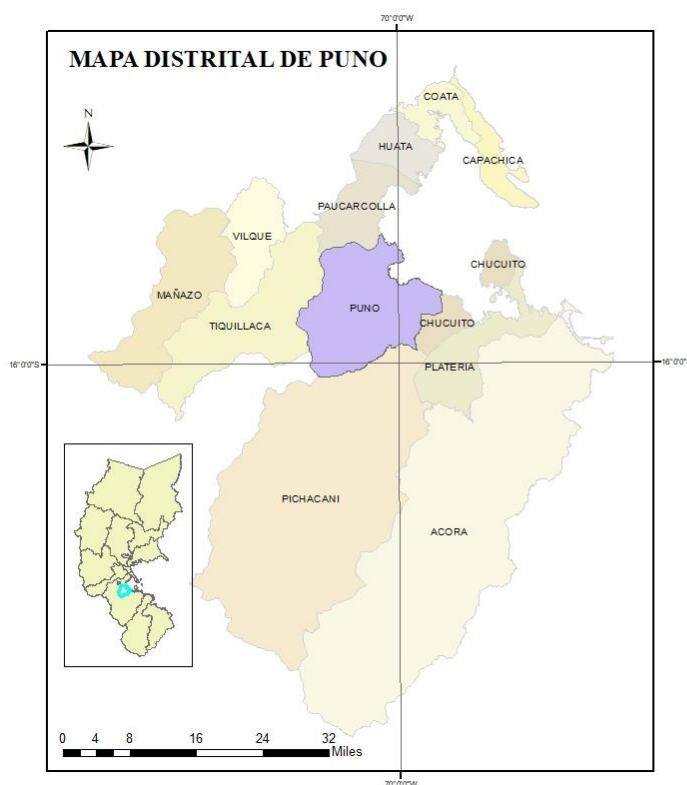 70°0'0"W
MAPA DISTRITAL DE PUNO
N
COATA
HUATA
CAPACHICA
PAUCARCOLLA
VILQUE
CHUCUITO
MAÑAZO
PUNO
TIQUILLACA
CHUCUITO
16°0'0"S
16°0'0"S
PLATERIA
PICHACANI
ACORA
0 4 8 16 24 32
Miles
70°0'0"W